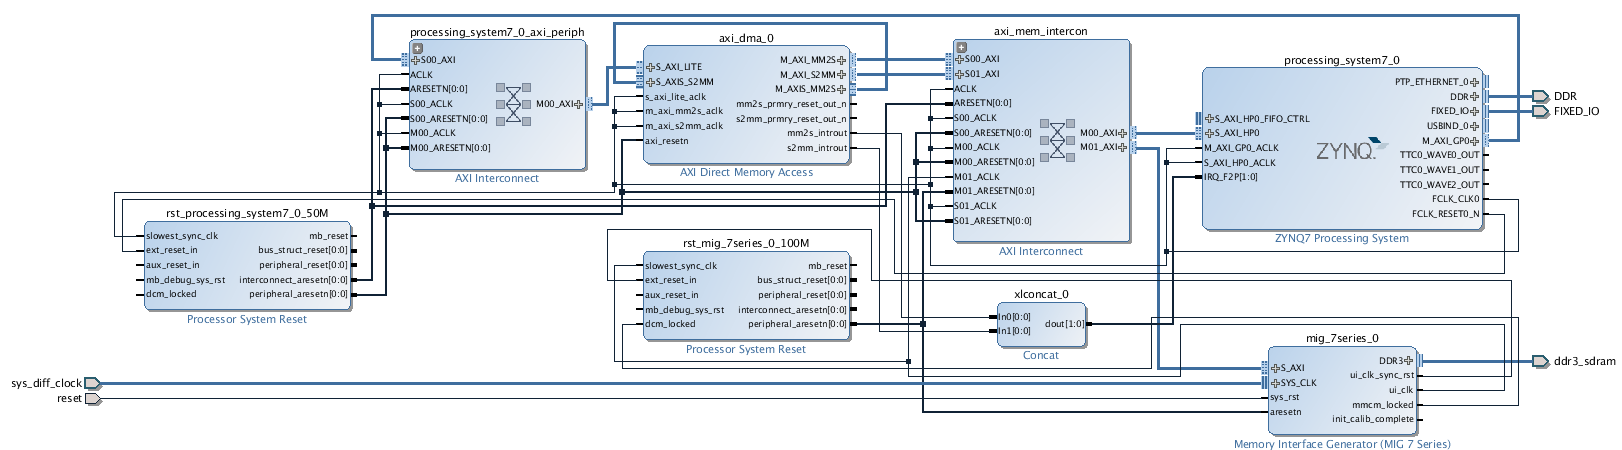 processing_system7_0_axi_periph
S00_AXI
ACLK
ARESETN[0:0]
S00_ACLK
S00_ARESETN[0:0]
M00_ACLK
M00_ARESETN[0:0]
M00_AXI
AXI Interconnect
axi_dma_0
S_AXI_LITE
S_AXIS_S2MM
s_axi_lite_aclk
m_axi_mm2s_aclk
m_axi_s2mm_aclk
axi_resetn
M_AXI_MM2S
M_AXI_S2MM
M_AXIS_MM2S
mm2s_prmry_reset_out_n
s2mm_prmry_reset_out_n
mm2s_introut
s2mm_introut
AXI Direct Memory Access
axi_mem_intercon
S00_AXI
S01_AXI
ACLK
ARESETN[0:0]
S00_ACLK
S00_ARESETN[0:0]
M00_ACLK
M00_ARESETN[0:0]
M01_ACLK
M01_ARESETN[0:0]
S01_ACLK
S01_ARESETN[0:0]
M00_AXI
M01_AXI
AXI Interconnect
processing_system7_0
S_AXI_HP0_FIFO_CTRL
S_AXI_HP0
M_AXI_GP0_ACLK
S_AXI_HP0_ACLK
IRQ_F2P[1:0]
ZYNQ
PTP_ETHERNET_0
DDR
FIXED_IO
USBIND_0
M_AXI_GP0
TTC0_WAVE0_OUT
TTC0_WAVE1_OUT
TTC0_WAVE2_OUT
FCLK_CLK0
FCLK_RESET0_N
ZYNQ7 Processing System
DDR
FIXED_IO
rst_processing_system7_0_50M
slowest_sync_clk
ext_reset_in
aux_reset_in
mb_debug_sys_rst
dcm_locked
mb_reset
bus_struct_reset[0:0]
peripheral_reset[0:0]
interconnect_aresetn[0:0]
peripheral_aresetn[0:0]
Processor System Reset
rst_mig_7series_0_100M
slowest_sync_clk
ext_reset_in
aux_reset_in
mb_debug_sys_rst
dcm_locked
mb_reset
bus_struct_reset[0:0]
peripheral_reset[0:0]
interconnect_aresetn[0:0]
peripheral_aresetn[0:0]
Processor System Reset
xlconcat_0
In0[0:0]
In1[0:0]
dout[1:0]
Concat
mig_7series_0
S_AXI
SYS_CLK
sys_rst
aresetn
DDR3
ui_clk_sync_rst
ui_clk
mmcm_locked
init_calib_complete
Memory Interface Generator (MIG 7 Series)
ddr3_sdram
sys_diff_clock
reset